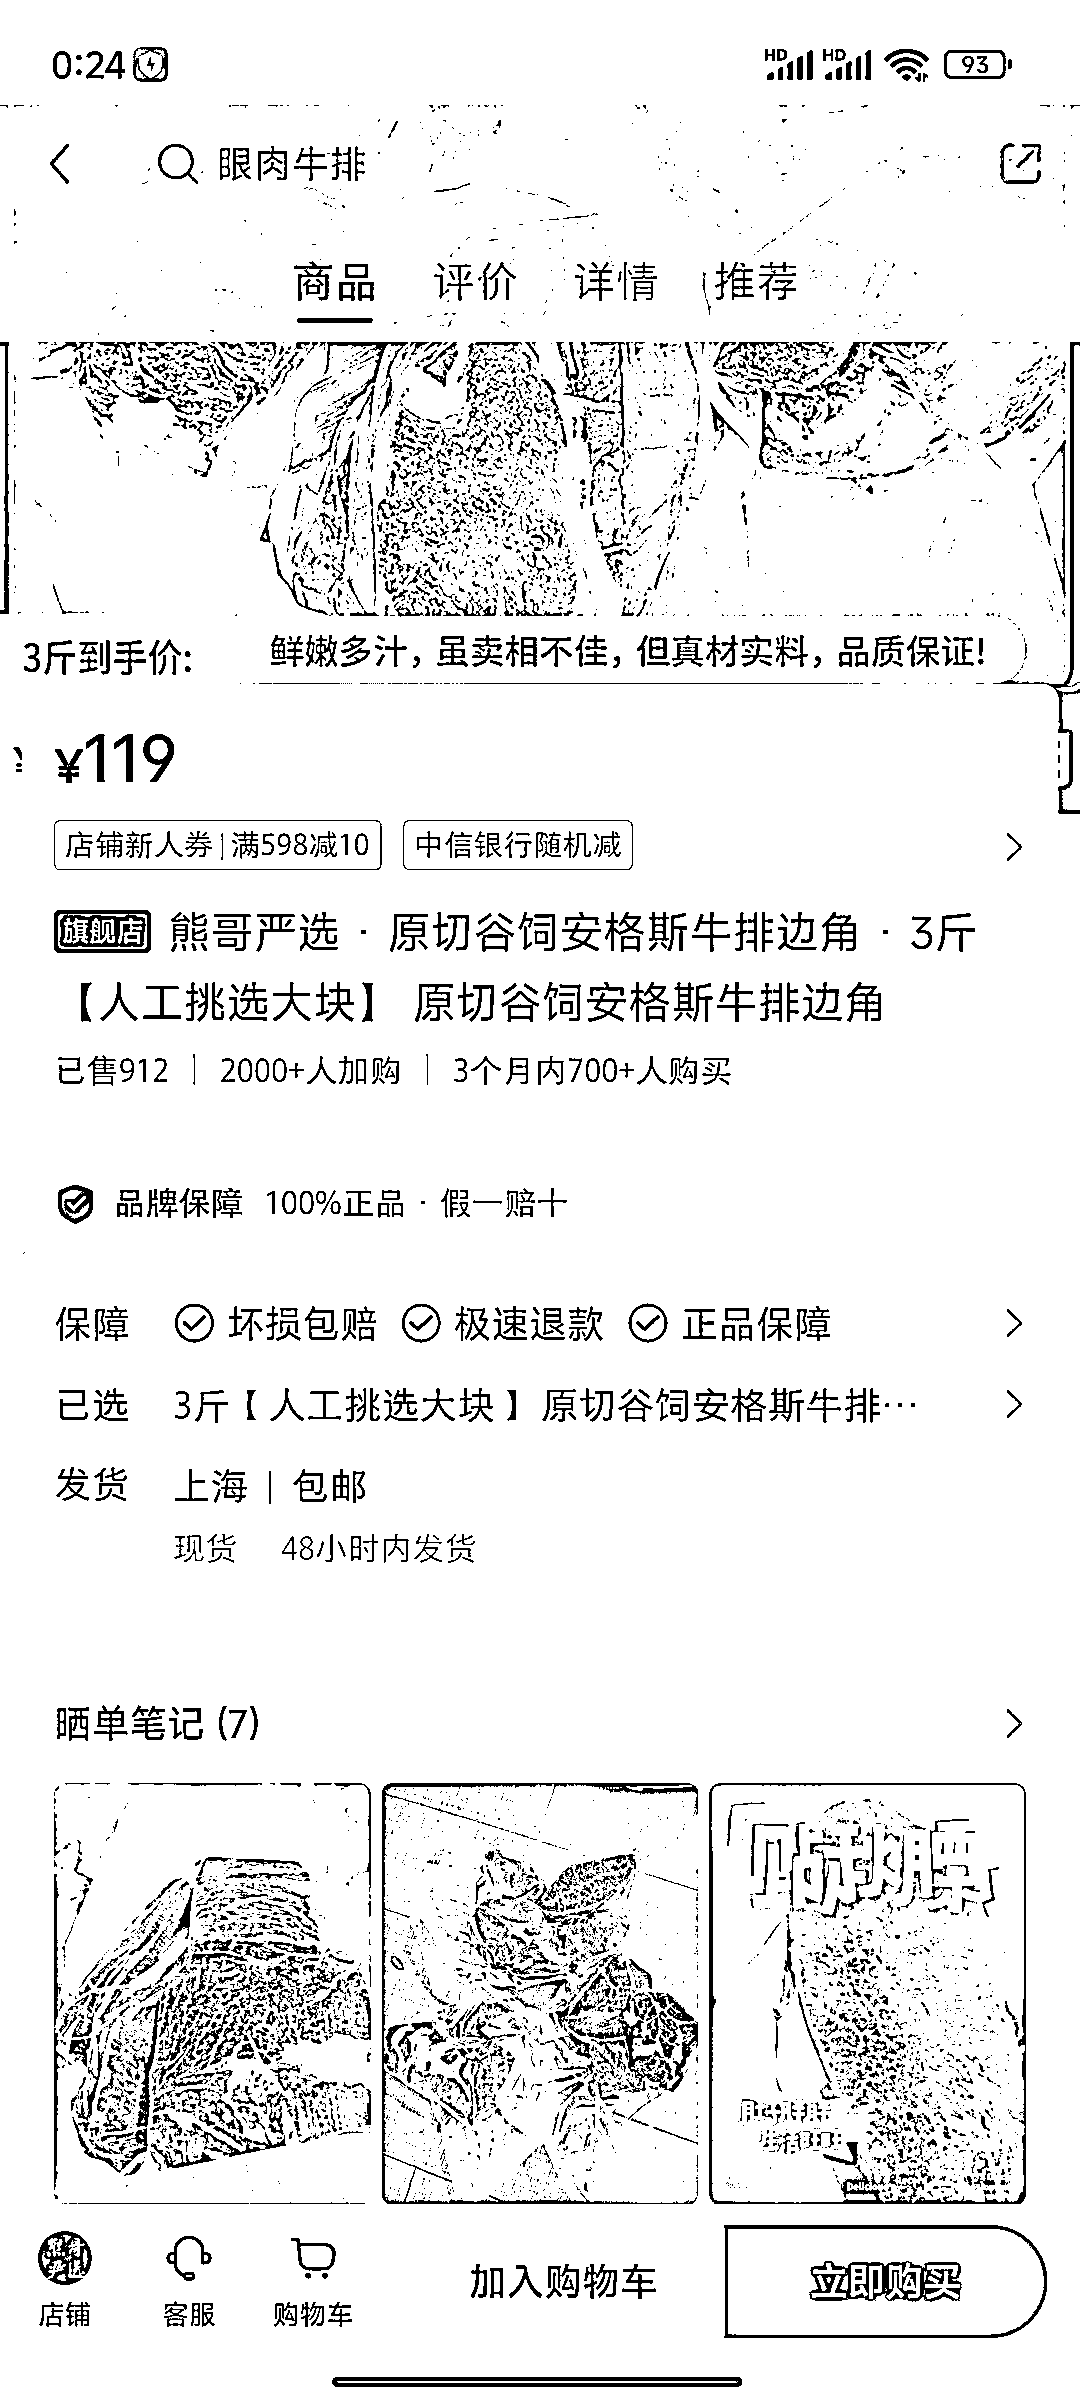 0:24
HD HD 93
眼肉牛排
商品 评价 详情 推荐
3斤到手价:
鲜嫩多汁，虽卖相不佳，但真材实料，品质保证!
¥119
店铺新人券|满598减10 中信银行随机减
旗舰店 熊哥严选 · 原切谷饲安格斯牛排边角 · 3斤
【人工挑选大块】 原切谷饲安格斯牛排边角
已售912 | 2000+人加购 | 3个月内700+人购买
品牌保障 100%正品 · 假一赔十
保障 坏损包赔 极速退款 正品保障
已选 3斤【人工挑选大块】原切谷饲安格斯牛排…
发货 上海 | 包邮
现货 48小时内发货
晒单笔记 (7)
贴秋膘
店铺 客服 购物车 加入购物车 立即购买